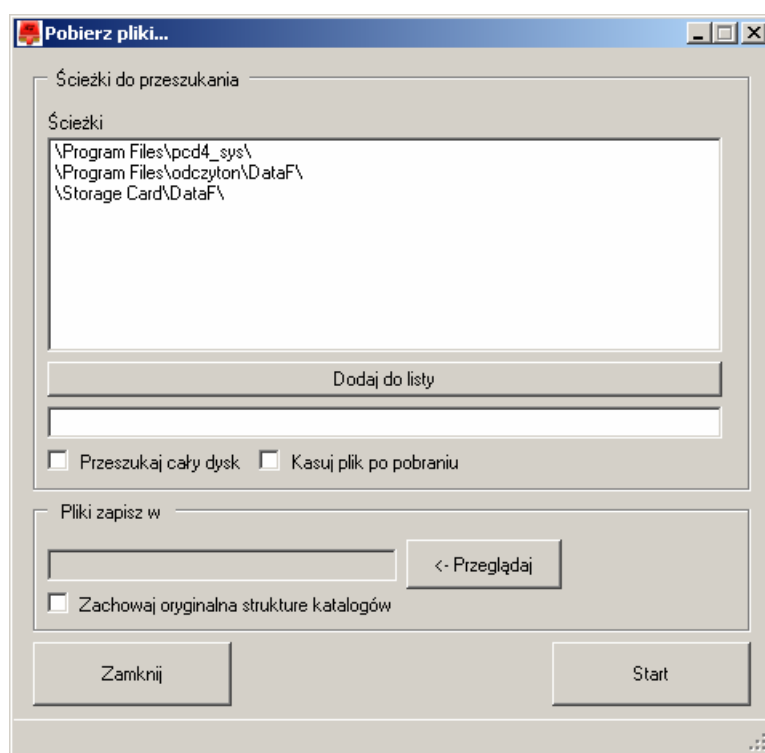 Pobierz pliki...
Ścieżki do przeszukania
Ścieżki
\Program Files\pcd4_sys\
\Program Files\odczyton\DataF\
\Storage Card\DataF\
Dodaj do listy
Przeszukaj cały dysk Kasuj plik po pobraniu
Pliki zapisz w
<- Przeglądaj
Zachowaj oryginalna strukture katalogów
Zamknij Start